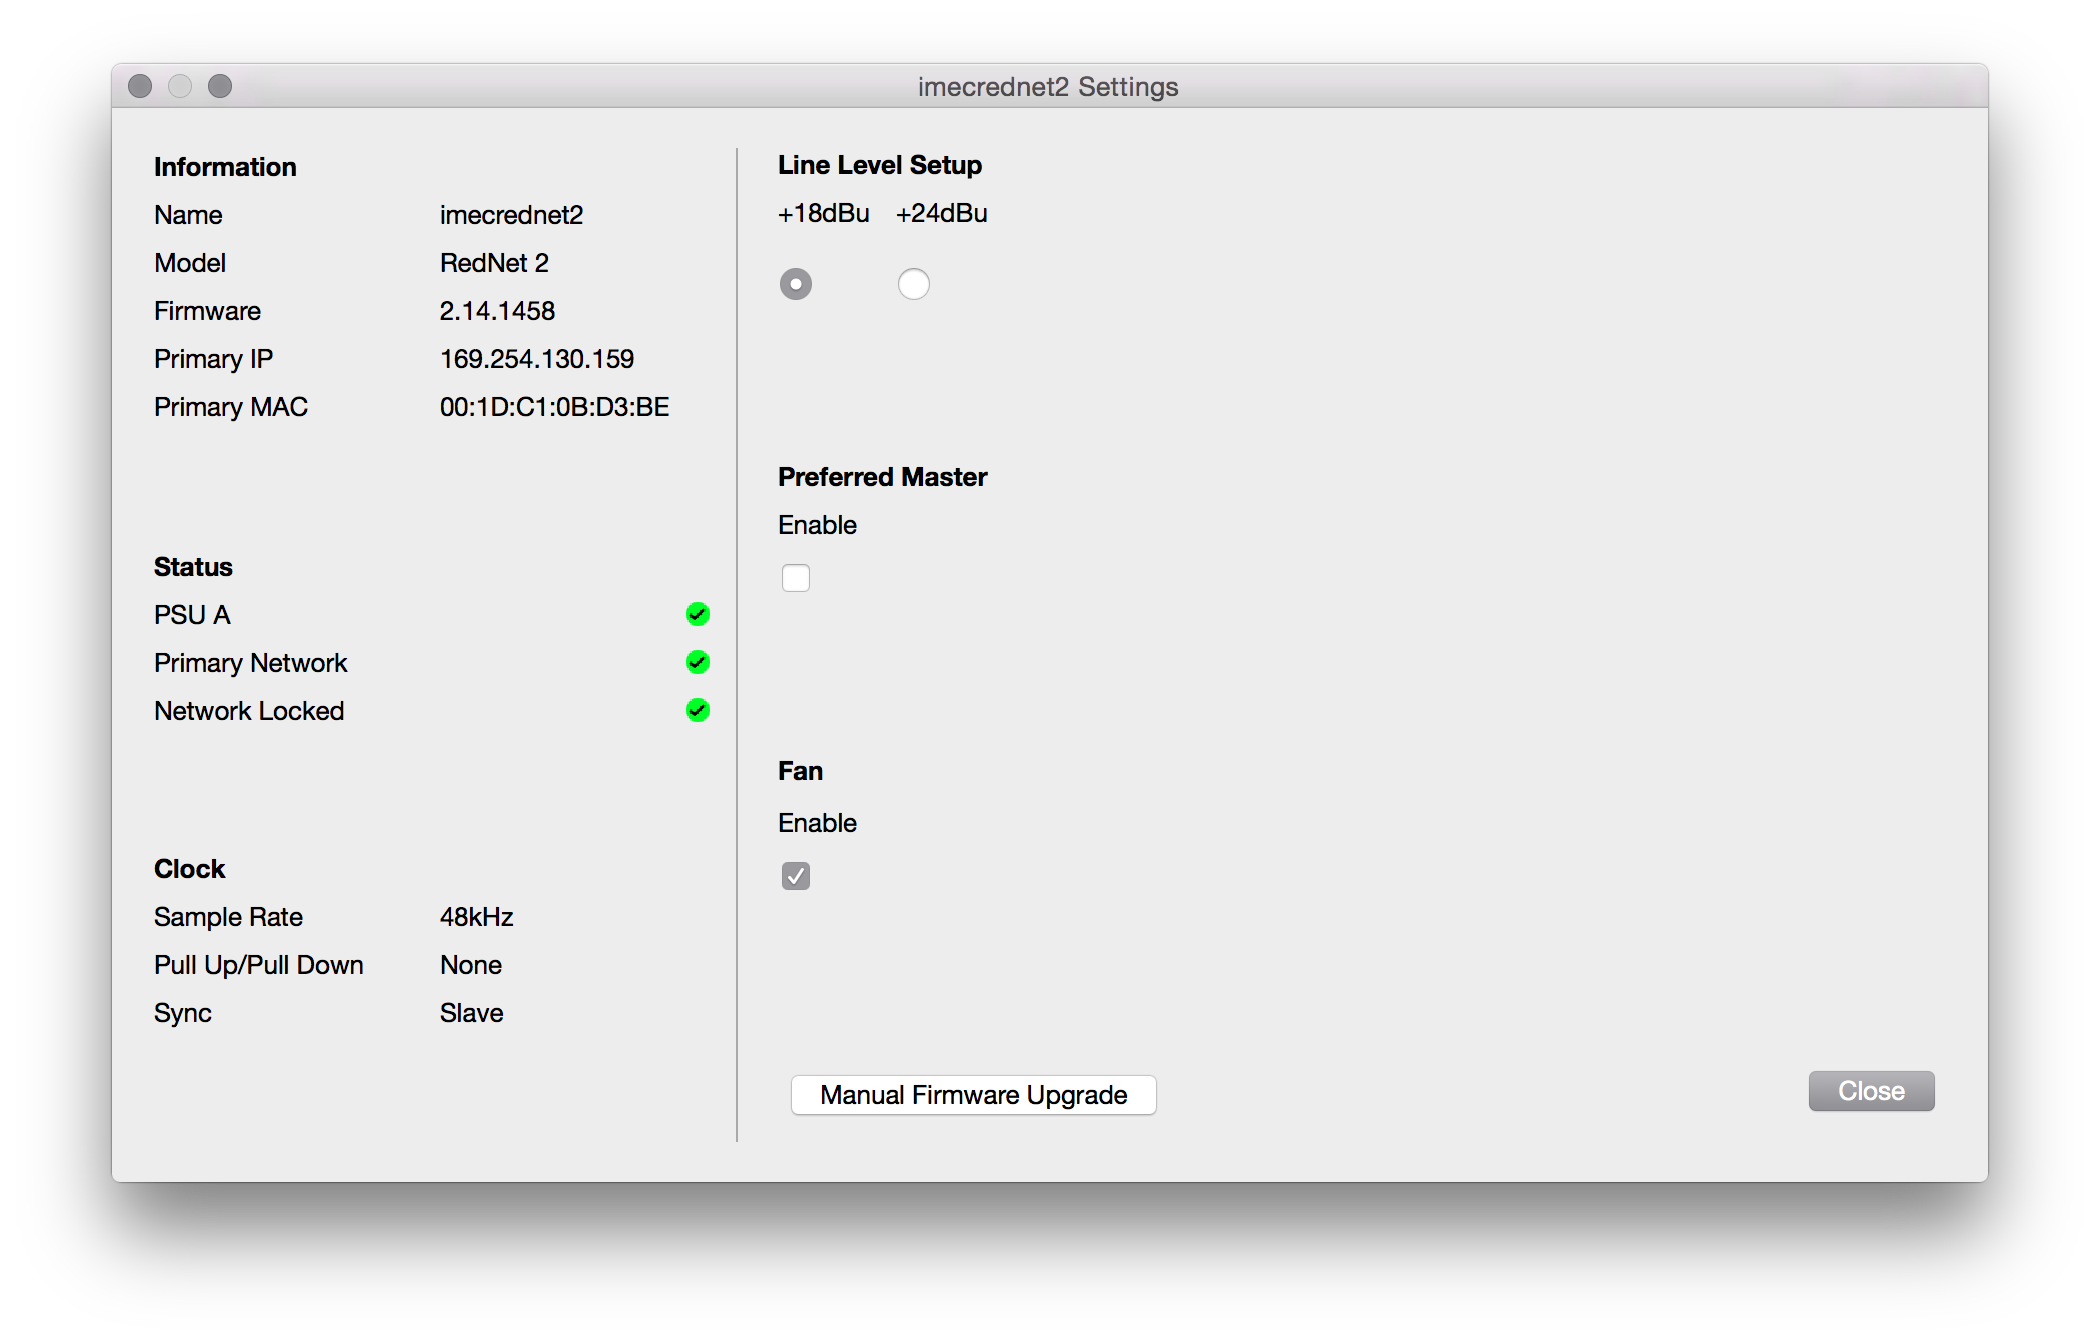 imecrednet2 Settings
Information
Name imecrednet2
Model RedNet 2
Firmware 2.14.1458
Primary IP 169.254.130.159
Primary MAC 00:1D:C1:0B:D3:BE
Status
PSU A
Primary Network
Network Locked
Clock
Sample Rate 48kHz
Pull Up/Pull Down None
Sync Slave
Line Level Setup
+18dBu +24dBu
Preferred Master
Enable
Fan
Enable
Manual Firmware Upgrade
Close